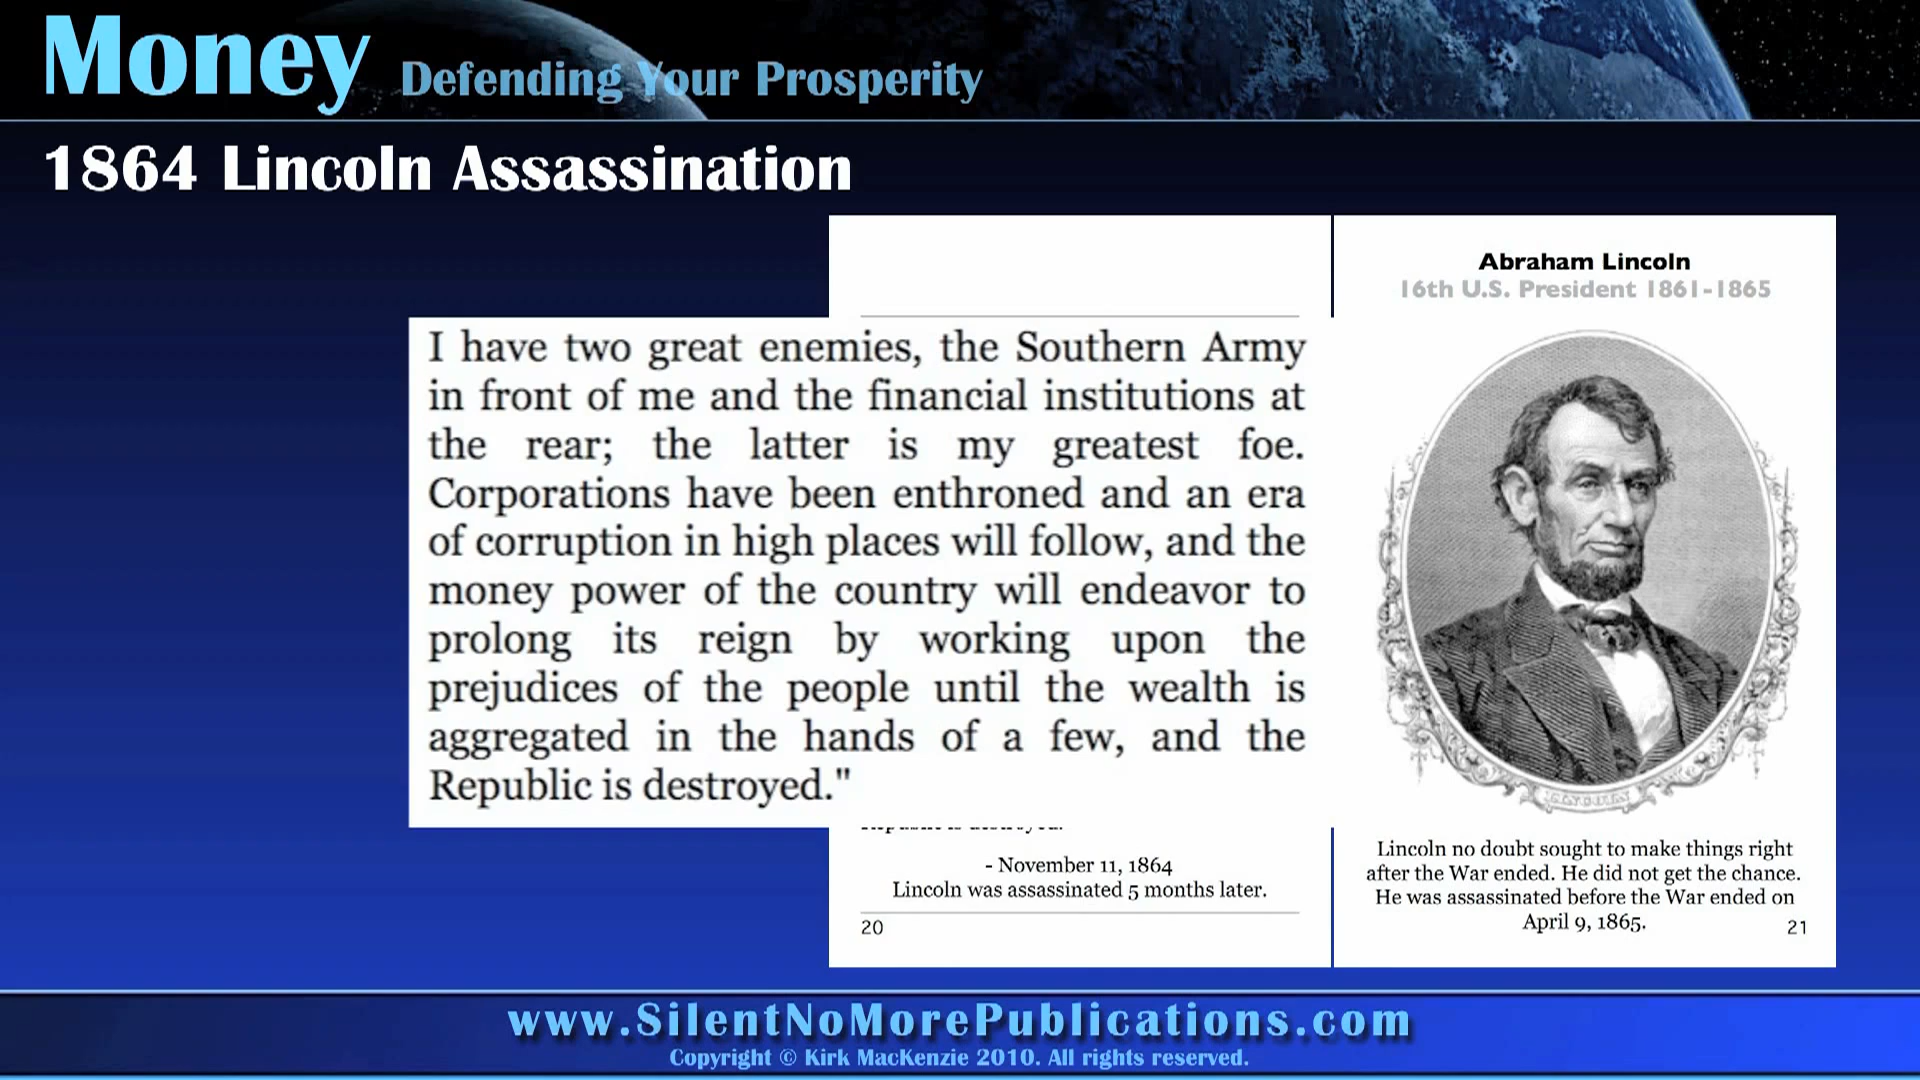 Money Defending Your Prosperity
1864 Lincoln Assassination
I have two great enemies, the Southern Army
in front of me and the financial institutions at
the rear; the latter is my greatest foe.
Corporations have been enthroned and an era
of corruption in high places will follow, and the
money power of the country will endeavor to
prolong its reign by working upon the
prejudices of the people until the wealth is
aggregated in the hands of a few, and the
Republic is destroyed."
- November 11, 1864
Lincoln was assassinated 5 months later.
20
Abraham Lincoln
16th U.S. President 1861-1865
Lincoln no doubt sought to make things right
after the War ended. He did not get the chance.
He was assassinated before the War ended on
April 9, 1865.
21
www.SilentNoMorePublications.com
Copyright © Kirk MacKenzie 2010. All rights reserved.